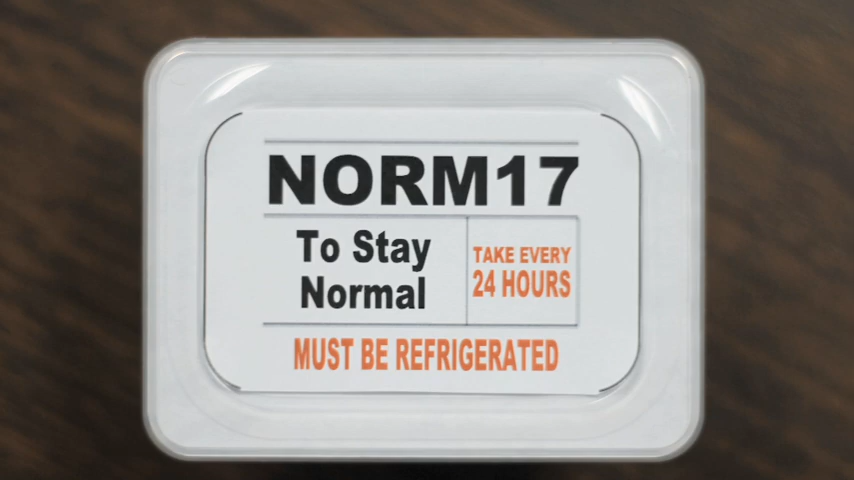 NORM17
To Stay
Normal
TAKE EVERY
24 HOURS
MUST BE REFRIGERATED